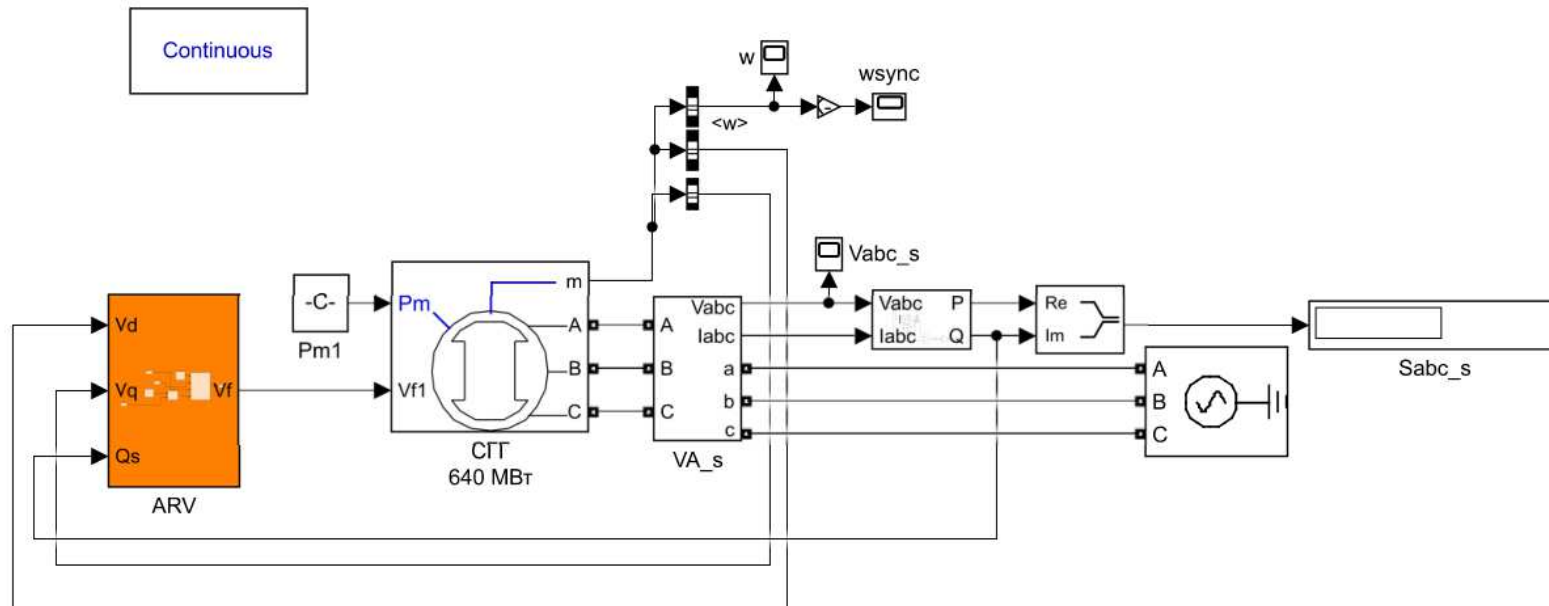 Continuous
w
wsync
<w>
Vabc_s
-C-
Pm1
Pm
m
Vf1
A
B
C
СГГ
640 МВт
Vd
Vq
Qs
Vf
ARV
A
B
C
Vabc
Iabc
a
b
c
VA_s
Vabc
Iabc
P
Q
Re
Im
Sabc_s
A
B
C